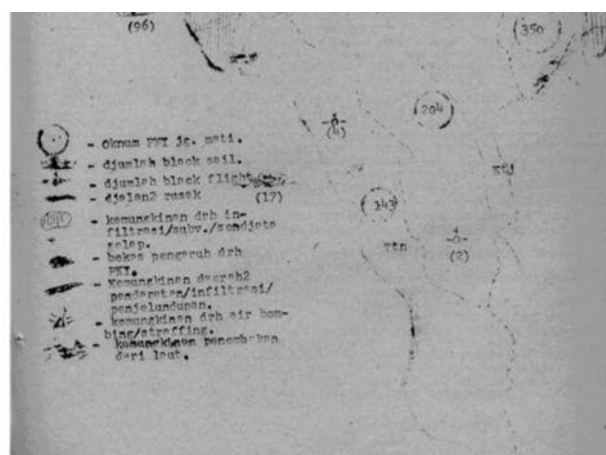 (96)
350
204
(4)
Ktj
- Oknum PKI jg. mati.
- djumlah black sail.
- djumlah black flight
(17)
- djalan2 rusak
143
- kemungkinan drh in-
filtrasi/subv./sendjata
gelap.
Ttn
(2)
- bekas pengaruh drh
PKI.
- Kemungkinan daerah2
pendaratan/infiltrasi/
penjelundupan.
- kemungkinan drh air bom-
bing/straffing.
- kemungkinan penembakan
dari laut.